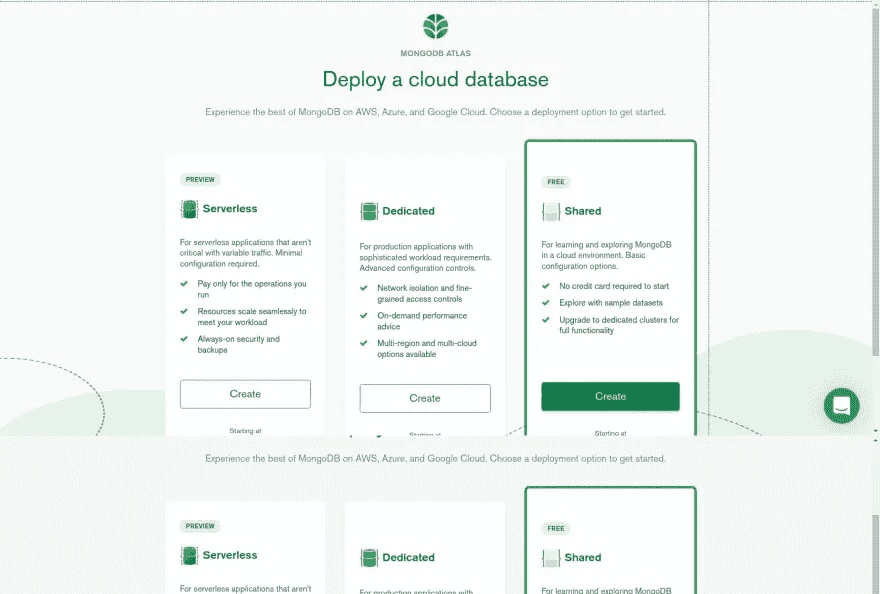 MONGODB ATLAS
Deploy a cloud database
Experience the best of MongoDB on AWS, Azure, and Google Cloud. Choose a deployment option to get started.
PREVIEW
Serverless
For serverless applications that aren't
critical with variable traffic. Minimal
configuration required.
Pay only for the operations you
run
Resources scale seamlessly to
meet your workload
Always-on security and
backups
Create
Starting at
Dedicated
For production applications with
sophisticated workload requirements.
Advanced configuration controls.
Network isolation and fine-
grained access controls
On-demand performance
advice
Multi-region and multi-cloud
options available
Create
Starting at
FREE
Shared
For learning and exploring MongoDB
in a cloud environment. Basic
configuration options.
No credit card required to start
Explore with sample datasets
Upgrade to dedicated clusters for
full functionality
Create
Starting at
Experience the best of MongoDB on AWS, Azure, and Google Cloud. Choose a deployment option to get started.
PREVIEW
Serverless
For serverless applications that aren't
Dedicated
For production applications with
FREE
Shared
For learning and exploring MongoDB